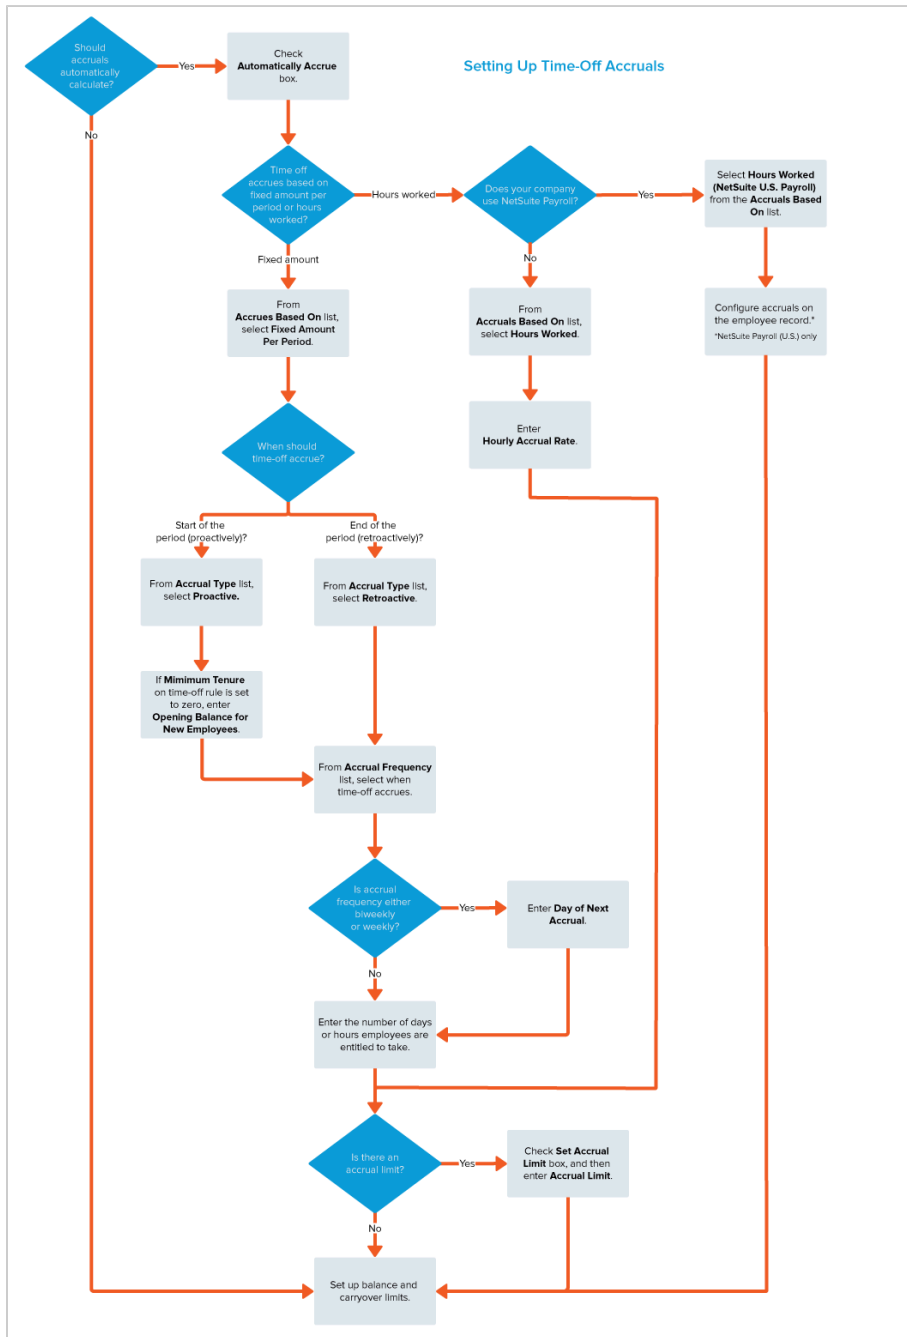 Setting Up Time-Off Accruals
Should
accruals
automatically
calculate?
Yes
Check
Automatically Accrue
box.
No
Time off
accrues based on
fixed amount per
period or hours
worked?
Hours worked
Does your company
use NetSuite Payroll?
Yes
Select Hours Worked
(NetSuite U.S. Payroll)
from the Accruals Based
On list.
Fixed amount
No
From
Accrues Based On list,
select Fixed Amount
Per Period.
From
Accruals Based On list,
select Hours Worked.
Configure accruals on
the employee record.*
*NetSuite Payroll (U.S.) only
When should
time-off accrue?
Enter
Hourly Accrual Rate.
Start of the
period (proactively)?
End of the
period (retroactively)?
From Accrual Type list,
select Proactive.
From Accrual Type list,
select Retroactive.
If Mimimum Tenure
on time-off rule is set
to zero, enter
Opening Balance for
New Employees.
From Accrual Frequency
list, select when
time-off accrues.
Is accrual
frequency either
biweekly
or weekly?
Yes
Enter Day of Next
Accrual.
No
Enter the number of days
or hours employees are
entitled to take.
Is there an
accrual limit?
Yes
Check Set Accrual
Limit box, and then
enter Accrual Limit.
No
Set up balance and
carryover limits.